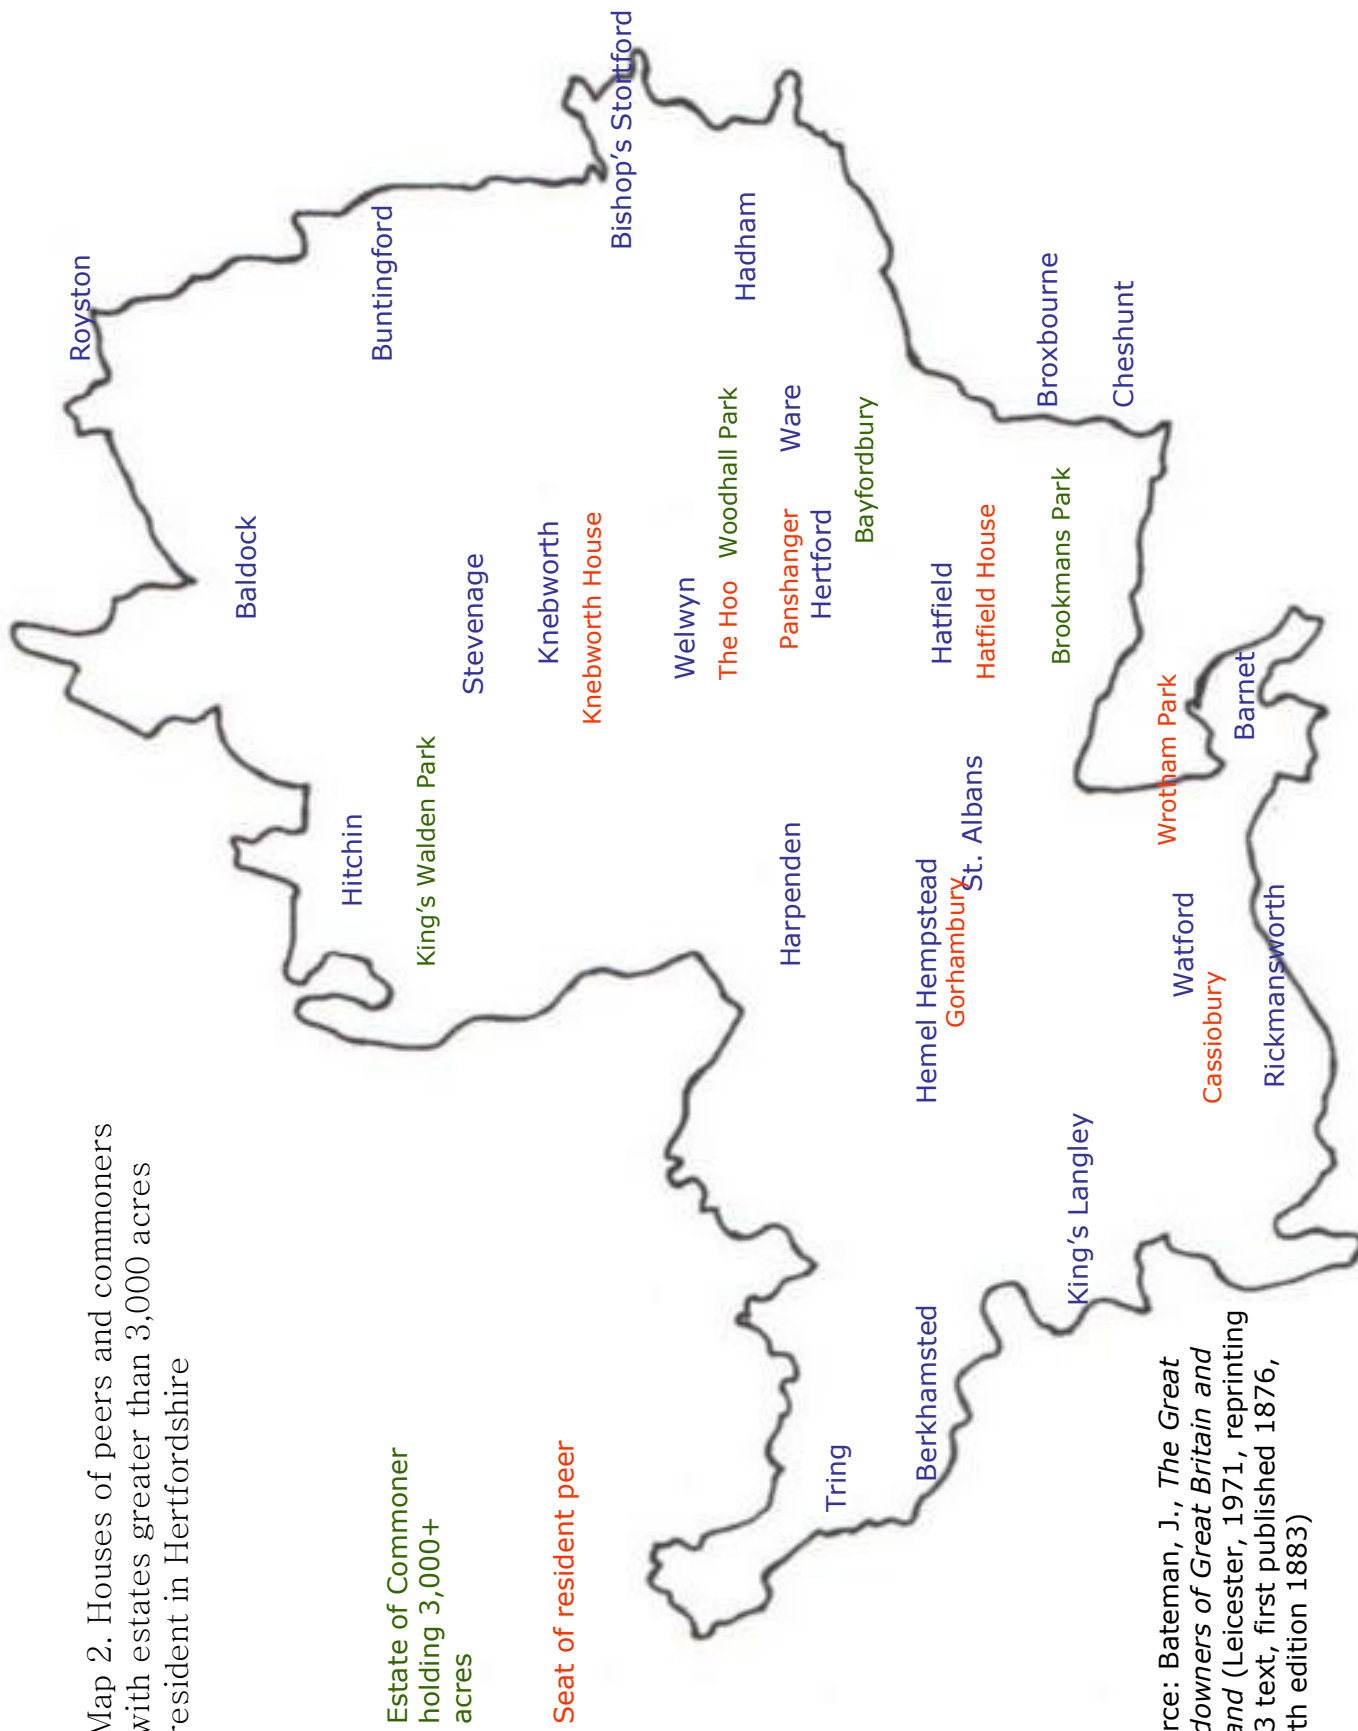 Map 2. Houses of peers and commoners
with estates greater than 3,000 acres
resident in Hertfordshire
Estate of Commoner
holding 3,000+
acres
Seat of resident peer
Royston
Baldock
Buntingford
Hitchin
King's Walden Park
Stevenage
Knebworth
Knebworth House
Bishop's Stortford
Welwyn
The Hoo
Woodhall Park
Hadham
Harpenden
Panshanger
Ware
Hertford
Tring
Bayfordbury
Berkhamsted
Hemel Hempstead
Gorhambury
St. Albans
Hatfield
Hatfield House
Broxbourne
Brookmans Park
King's Langley
Cheshunt
Wrotham Park
Watford
Cassiobury
Barnet
Rickmansworth
rce: Bateman, J., The Great
downers of Great Britain and
and (Leicester, 1971, reprinting
3 text, first published 1876,
th edition 1883)